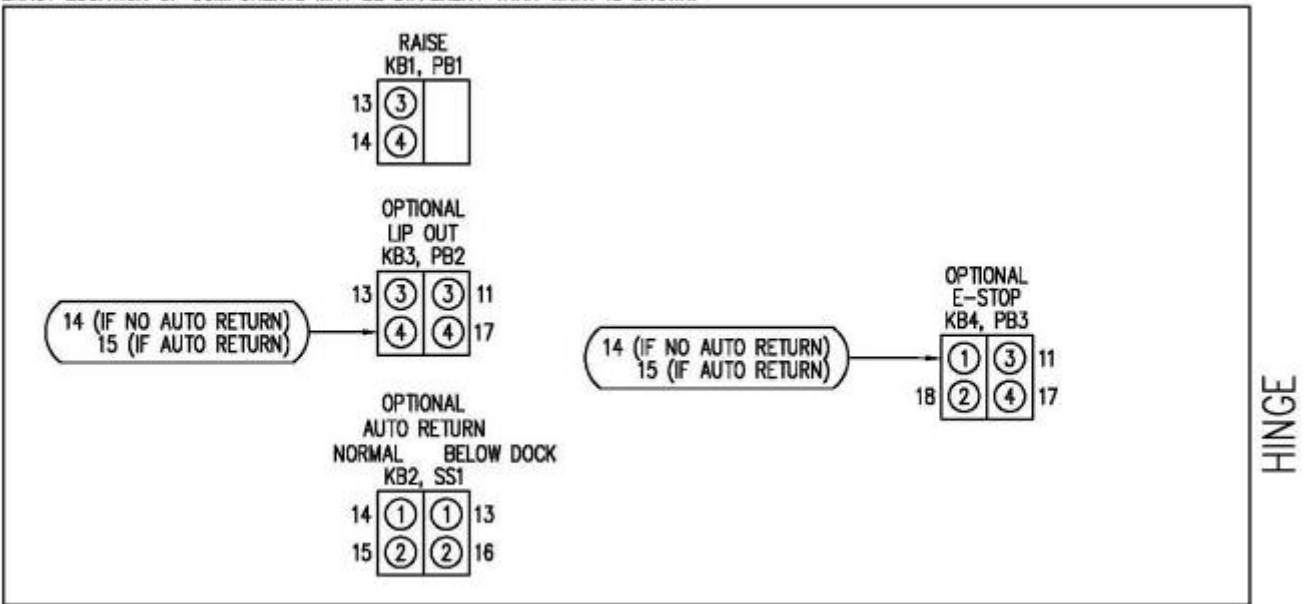 RAISE
KB1, PB1
13 3
14 4
OPTIONAL
LIP OUT
KB3, PB2
13 3 3 11
4 4 17
14 (IF NO AUTO RETURN)
15 (IF AUTO RETURN)
OPTIONAL
AUTO RETURN
NORMAL BELOW DOCK
KB2, SS1
14 1 1 13
15 2 2 16
OPTIONAL
E-STOP
KB4, PB3
1 3 11
18 2 4 17
14 (IF NO AUTO RETURN)
15 (IF AUTO RETURN)
HINGE